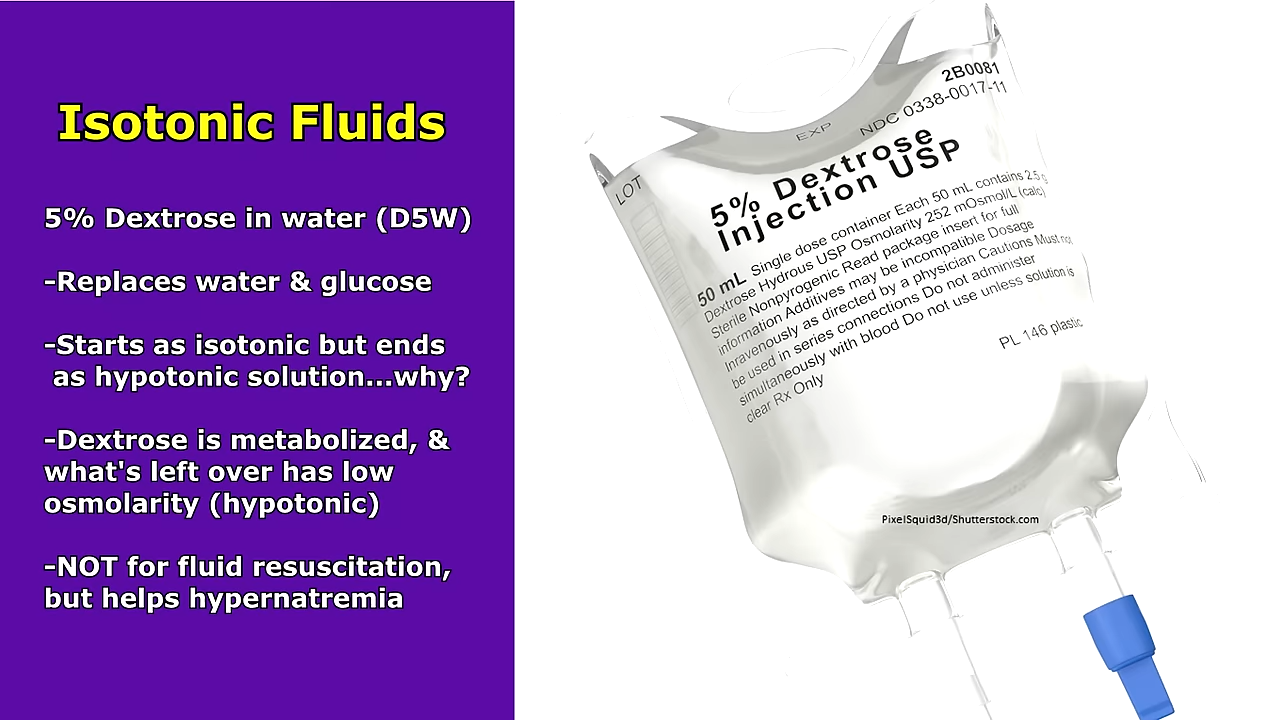 Isotonic Fluids
5% Dextrose in water (D5W)
-Replaces water & glucose
-Starts as isotonic but ends
as hypotonic solution...why?
-Dextrose is metabolized, &
what's left over has low
osmolarity (hypotonic)
-NOT for fluid resuscitation,
but helps hypernatremia
2B0081
NDC 0338-0017-11
LOT
EXP
5% Dextrose
Injection USP
50 mL Single dose container Each 50 mL contains 2.5 g
Dextrose Hydrous USP Osmolarity 252 mOsmol/L (calc)
Sterile Nonpyrogenic Read package insert for full
information Additives may be incompatible Dosage
Inravenously as directed by a physician Cautions Must not
be used in series connections Do not administer
simultaneously with blood Do not use unless solution is
clear Rx Only
PL 146 plastic
PixelSquid3d/Shutterstock.com